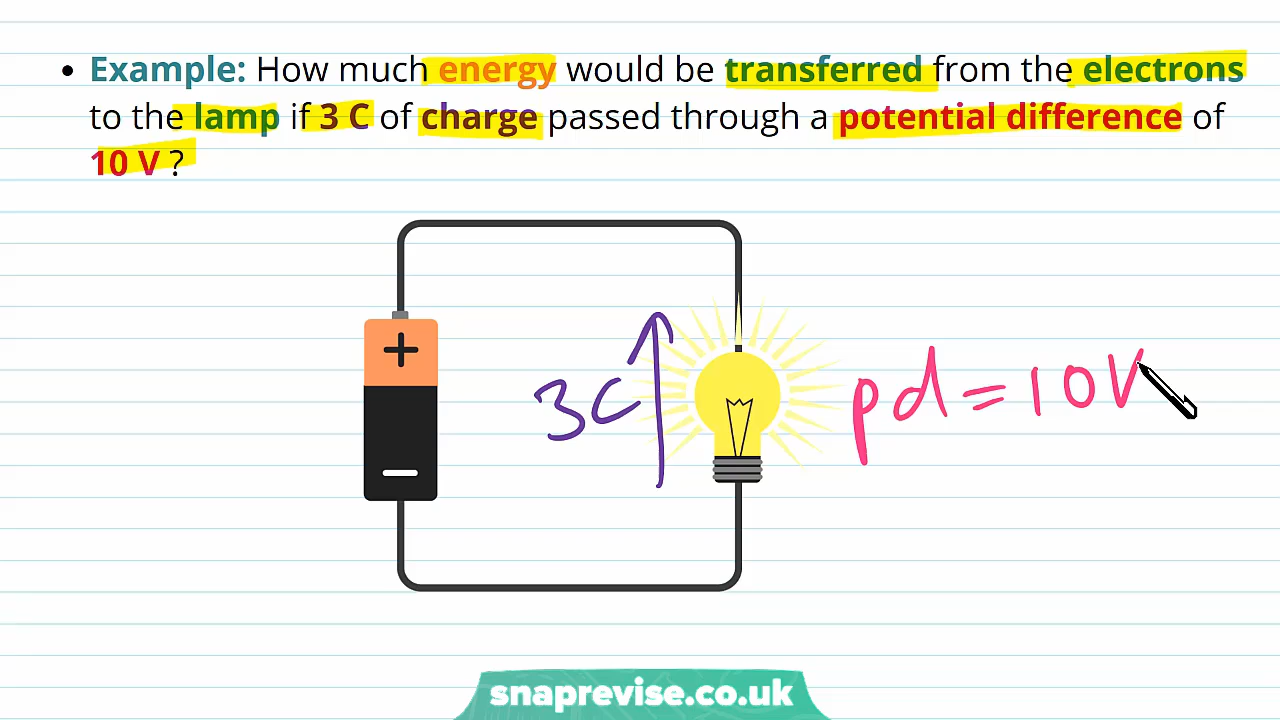 • Example: How much energy would be transferred from the electrons
to the lamp if 3 C of charge passed through a potential difference of
10 V ?
+
3C
pd=10V
–
snaprevise.co.uk